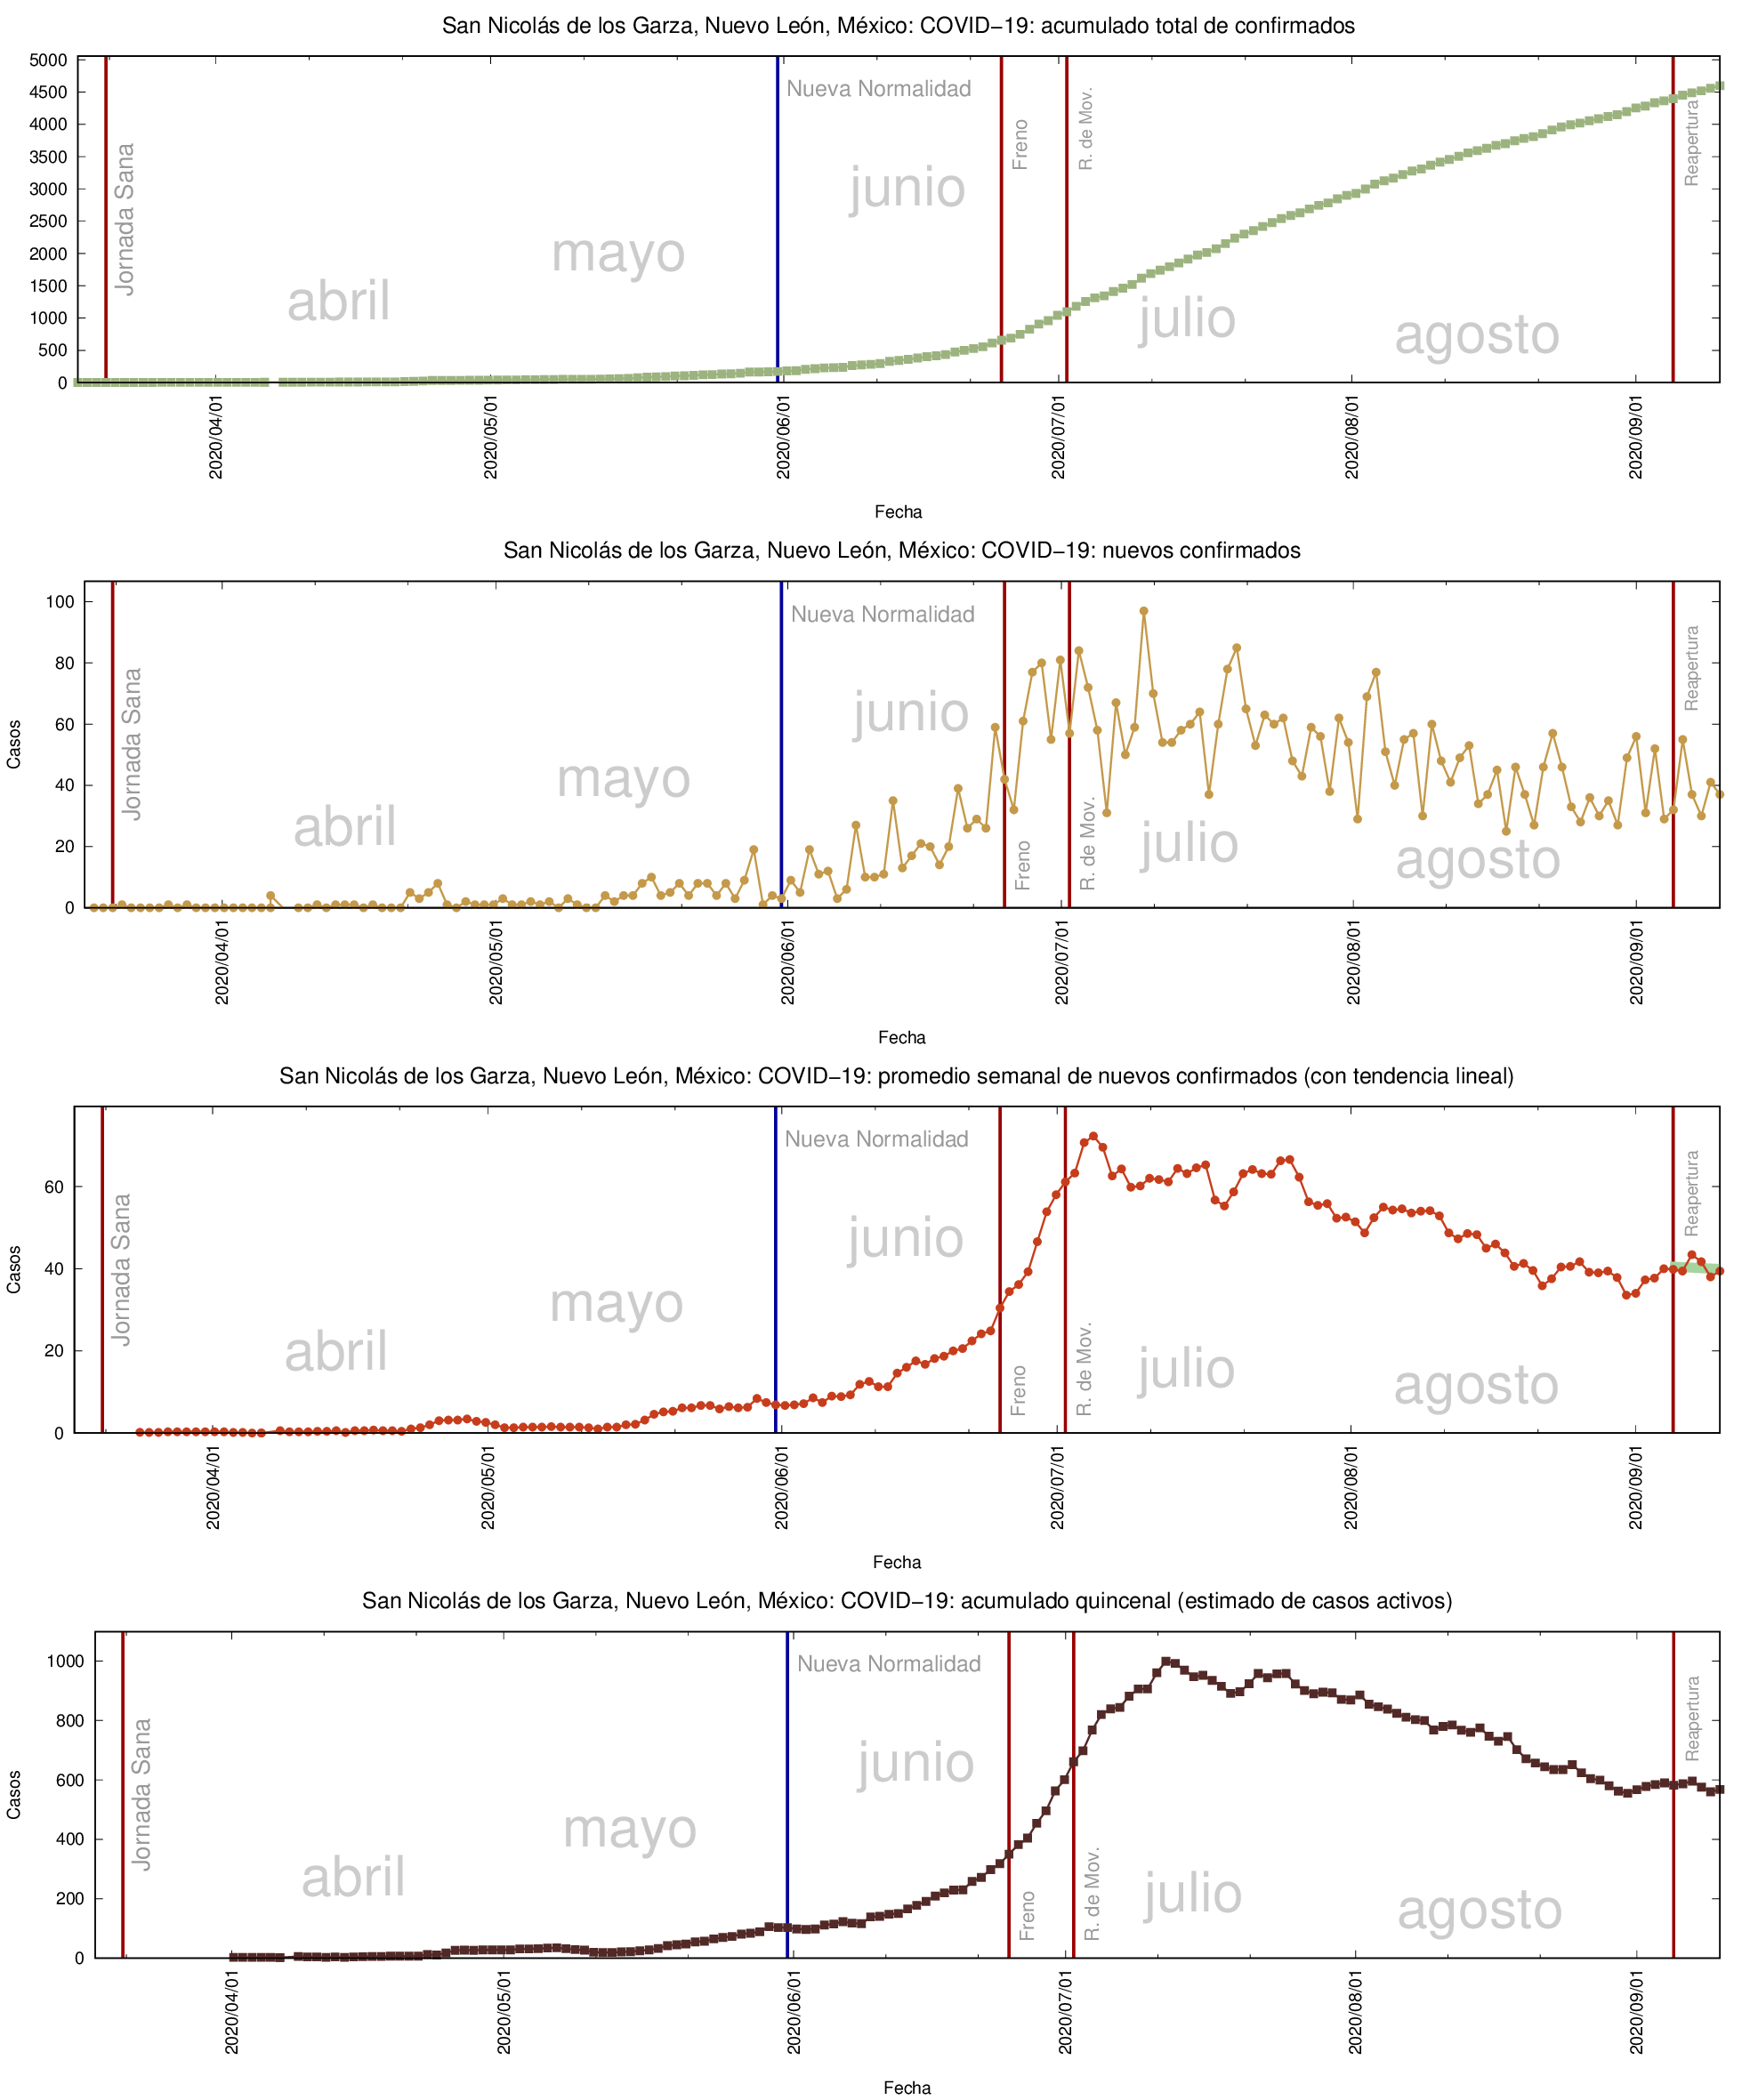 San Nicolás de los Garza, Nuevo León, México: COVID−19: acumulado total de confirmados
5000
4500
4000
3500
3000
2500
2000
1500
1000
500
0
Jornada Sana
abril
mayo
Nueva Normalidad
junio
Freno
R. de Mov.
julio
agosto
Reapertura
2020/04/01
2020/05/01
2020/06/01
2020/07/01
2020/08/01
2020/09/01
Fecha
San Nicolás de los Garza, Nuevo León, México: COVID−19: nuevos confirmados
Casos
100
80
60
40
20
0
Jornada Sana
abril
mayo
Nueva Normalidad
junio
Freno
R. de Mov.
julio
agosto
Reapertura
2020/04/01
2020/05/01
2020/06/01
2020/07/01
2020/08/01
2020/09/01
Fecha
San Nicolás de los Garza, Nuevo León, México: COVID−19: promedio semanal de nuevos confirmados (con tendencia lineal)
Casos
60
40
20
0
Jornada Sana
abril
mayo
Nueva Normalidad
junio
Freno
R. de Mov.
julio
agosto
Reapertura
2020/04/01
2020/05/01
2020/06/01
2020/07/01
2020/08/01
2020/09/01
Fecha
San Nicolás de los Garza, Nuevo León, México: COVID−19: acumulado quincenal (estimado de casos activos)
Casos
1000
800
600
400
200
0
Jornada Sana
abril
mayo
Nueva Normalidad
junio
Freno
R. de Mov.
julio
agosto
Reapertura
2020/04/01
2020/05/01
2020/06/01
2020/07/01
2020/08/01
2020/09/01
Fecha